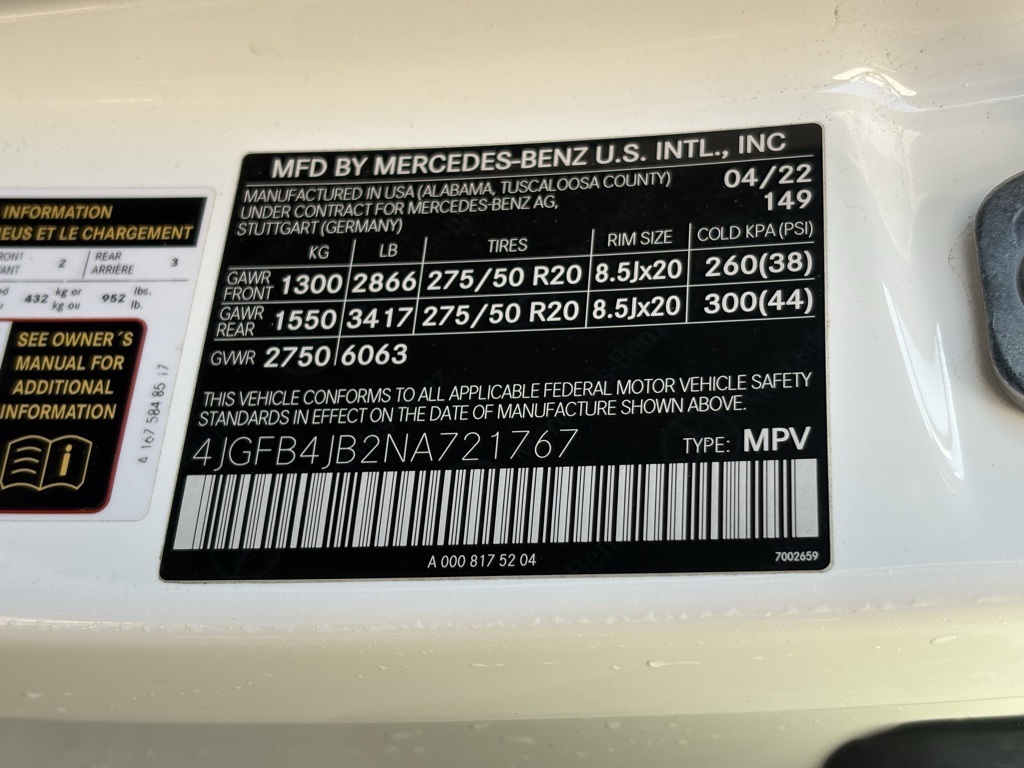 INFORMATION
EUS ET LE CHARGEMENT
2
REAR
ARRIÈRE
3
432 kg or
kg ou
952 lbs.
lb.
SEE OWNER´S
MANUAL FOR
ADDITIONAL
INFORMATION
i
A 167 584 85 17
MFD BY MERCEDES-BENZ U.S. INTL., INC
MANUFACTURED IN USA (ALABAMA, TUSCALOOSA COUNTY)
UNDER CONTRACT FOR MERCEDES-BENZ AG,
STUTTGART (GERMANY)
04/22
149
KG LB TIRES RIM SIZE COLD KPA (PSI)
GAWR FRONT 1300 2866 275/50 R20 8.5Jx20 260(38)
GAWR REAR 1550 3417 275/50 R20 8.5Jx20 300(44)
GVWR 2750 6063
THIS VEHICLE CONFORMS TO ALL APPLICABLE FEDERAL MOTOR VEHICLE SAFETY
STANDARDS IN EFFECT ON THE DATE OF MANUFACTURE SHOWN ABOVE.
4JGFB4JB2NA721767 TYPE: MPV
A 000 817 52 04
7002659